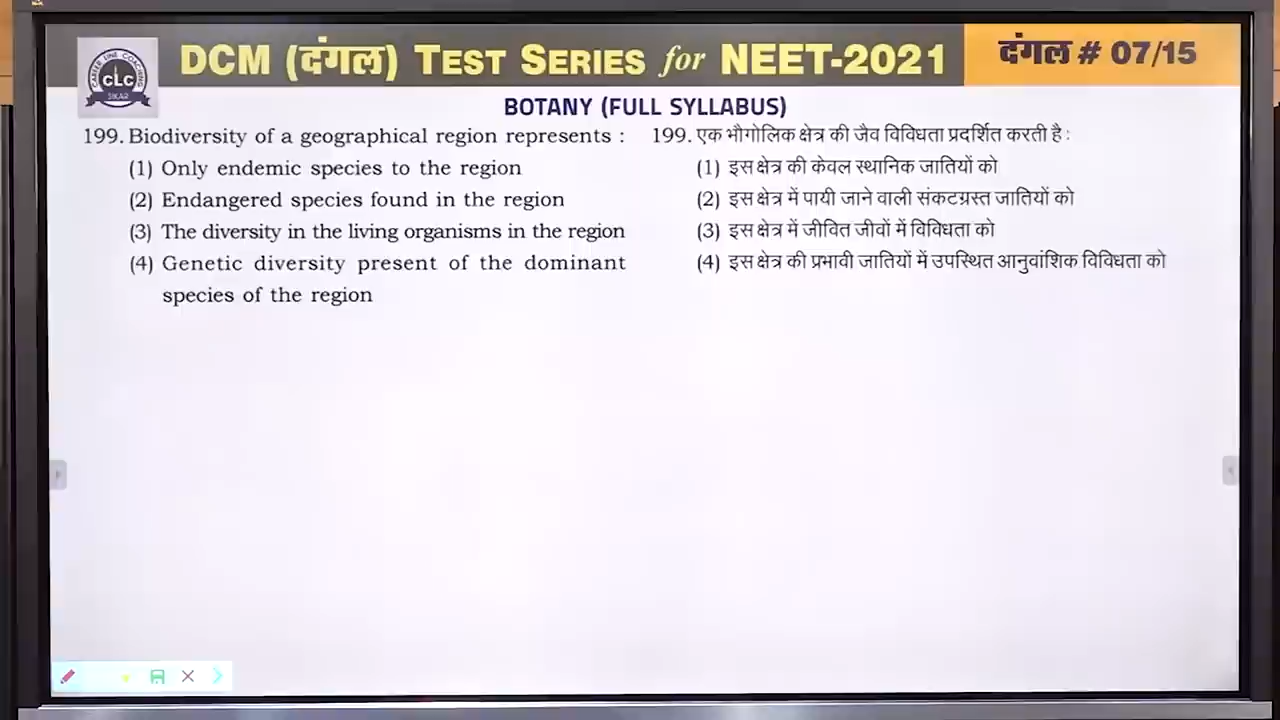 CAREER LINE COACHING
CLC
SIKAR
DCM (दंगल) TEST SERIES for NEET-2021
दंगल # 07/15
BOTANY (FULL SYLLABUS)
199. Biodiversity of a geographical region represents :
(1) Only endemic species to the region
(2) Endangered species found in the region
(3) The diversity in the living organisms in the region
(4) Genetic diversity present of the dominant
species of the region
199. एक भौगोलिक क्षेत्र की जैव विविधता प्रदर्शित करती है :
(1) इस क्षेत्र की केवल स्थानिक जातियों को
(2) इस क्षेत्र में पायी जाने वाली संकटग्रस्त जातियों को
(3) इस क्षेत्र में जीवित जीवों में विविधता को
(4) इस क्षेत्र की प्रभावी जातियों में उपस्थित आनुवांशिक विविधता को